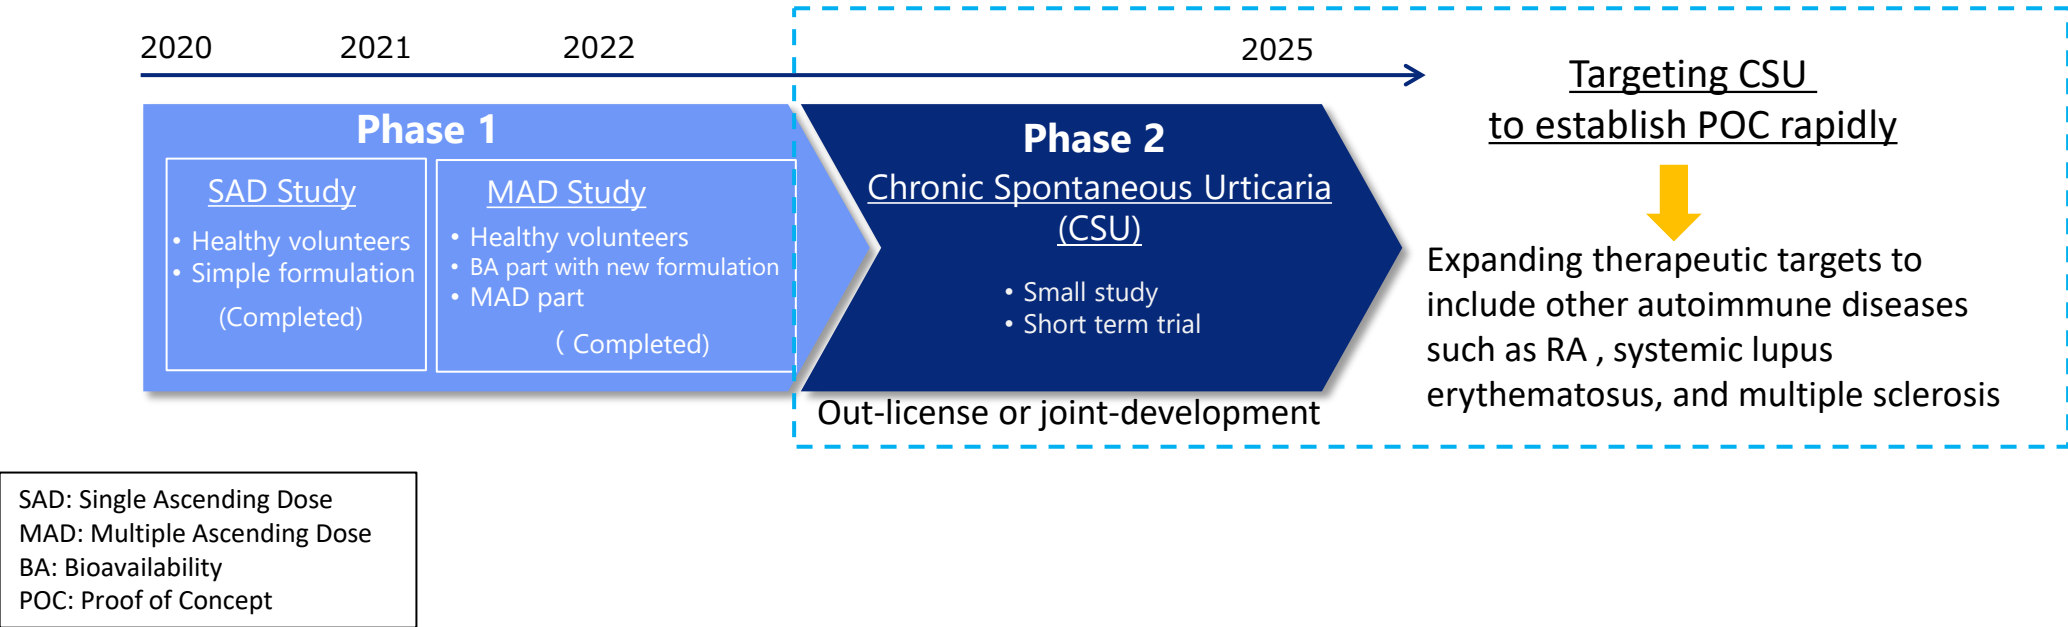 2020 2021 2022 2025
Phase 1
SAD Study
• Healthy volunteers
• Simple formulation
(Completed)
MAD Study
• Healthy volunteers
• BA part with new formulation
• MAD part
( Completed)
Phase 2
Chronic Spontaneous Urticaria
(CSU)
• Small study
• Short term trial
Out-license or joint-development
Targeting CSU
to establish POC rapidly
Expanding therapeutic targets to
include other autoimmune diseases
such as RA , systemic lupus
erythematosus, and multiple sclerosis
SAD: Single Ascending Dose
MAD: Multiple Ascending Dose
BA: Bioavailability
POC: Proof of Concept